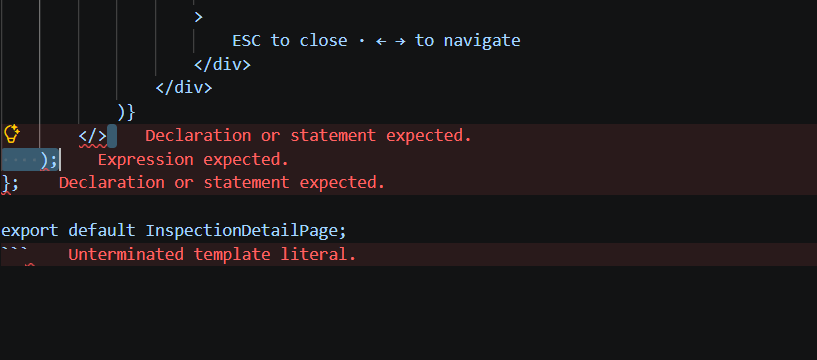 >
ESC to close · ← → to navigate
</div>
</div>
)}
</> Declaration or statement expected.
); Expression expected.
}; Declaration or statement expected.
export default InspectionDetailPage;
``` Unterminated template literal.